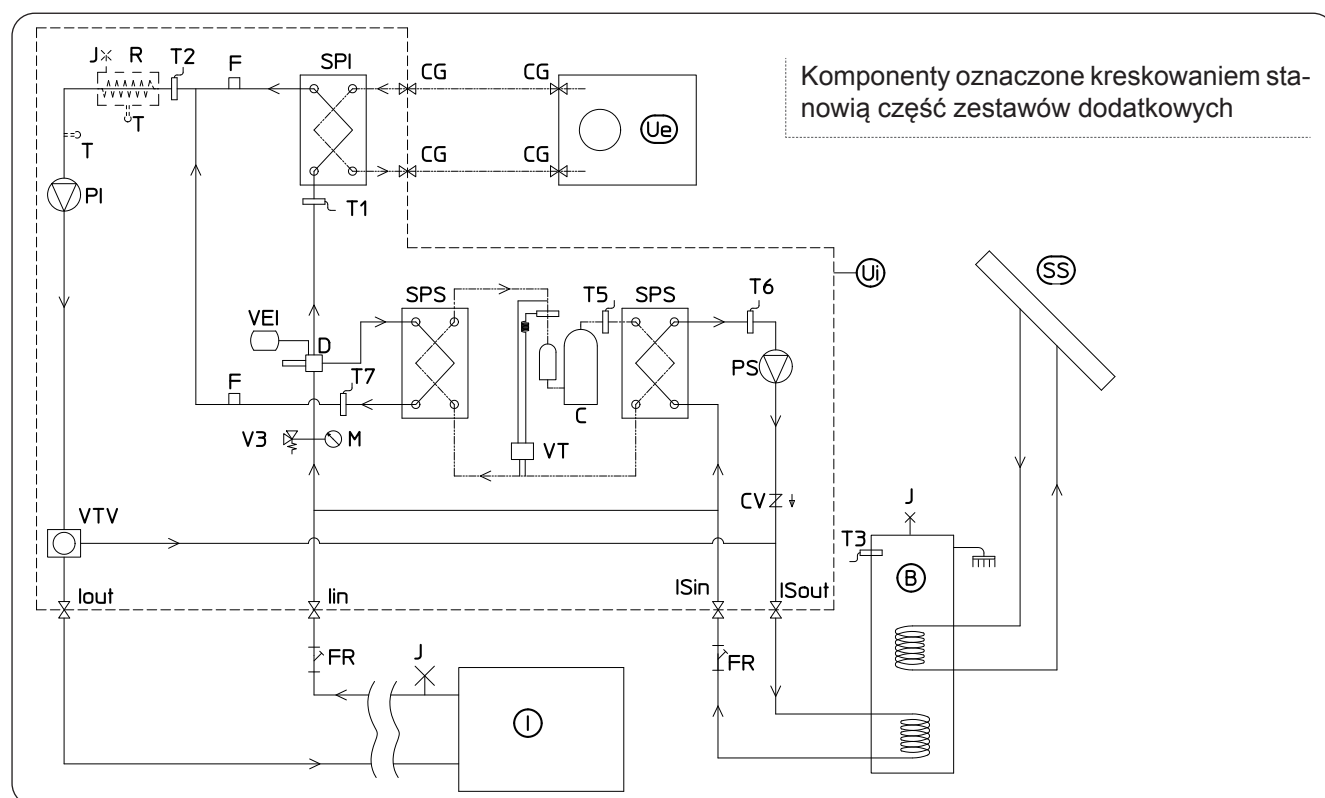 J R T2 F SPI CG CG
Komponenty oznaczone kreskowaniem sta-
nowią część zestawów dodatkowych
T T Ue
CG CG
PI T1
SS
Ui
SPS T5 SPS T6
VEI
D
PS
F T7
C
V3 M VT
CV
J
VTV T3
B
Iout Iin ISin ISout
FR J FR
I